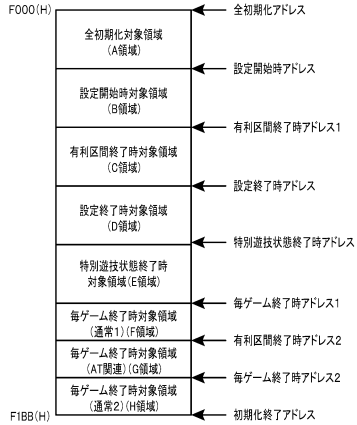 F000(H)
全初期化アドレス
全初期化対象領域
(A領域)
設定開始時アドレス
設定開始時対象領域
(B領域)
有利区間終了時アドレス1
有利区間終了時対象領域
(C領域)
設定終了時アドレス
設定終了時対象領域
(D領域)
特別遊技状態終了時アドレス
特別遊技状態終了時
対象領域(E領域)
毎ゲーム終了時アドレス1
毎ゲーム終了時対象領域
(通常1)(F領域)
有利区間終了時アドレス2
毎ゲーム終了時対象領域
(AT関連)(G領域)
毎ゲーム終了時アドレス2
毎ゲーム終了時対象領域
(通常2)(H領域)
F1BB(H)
初期化終了アドレス